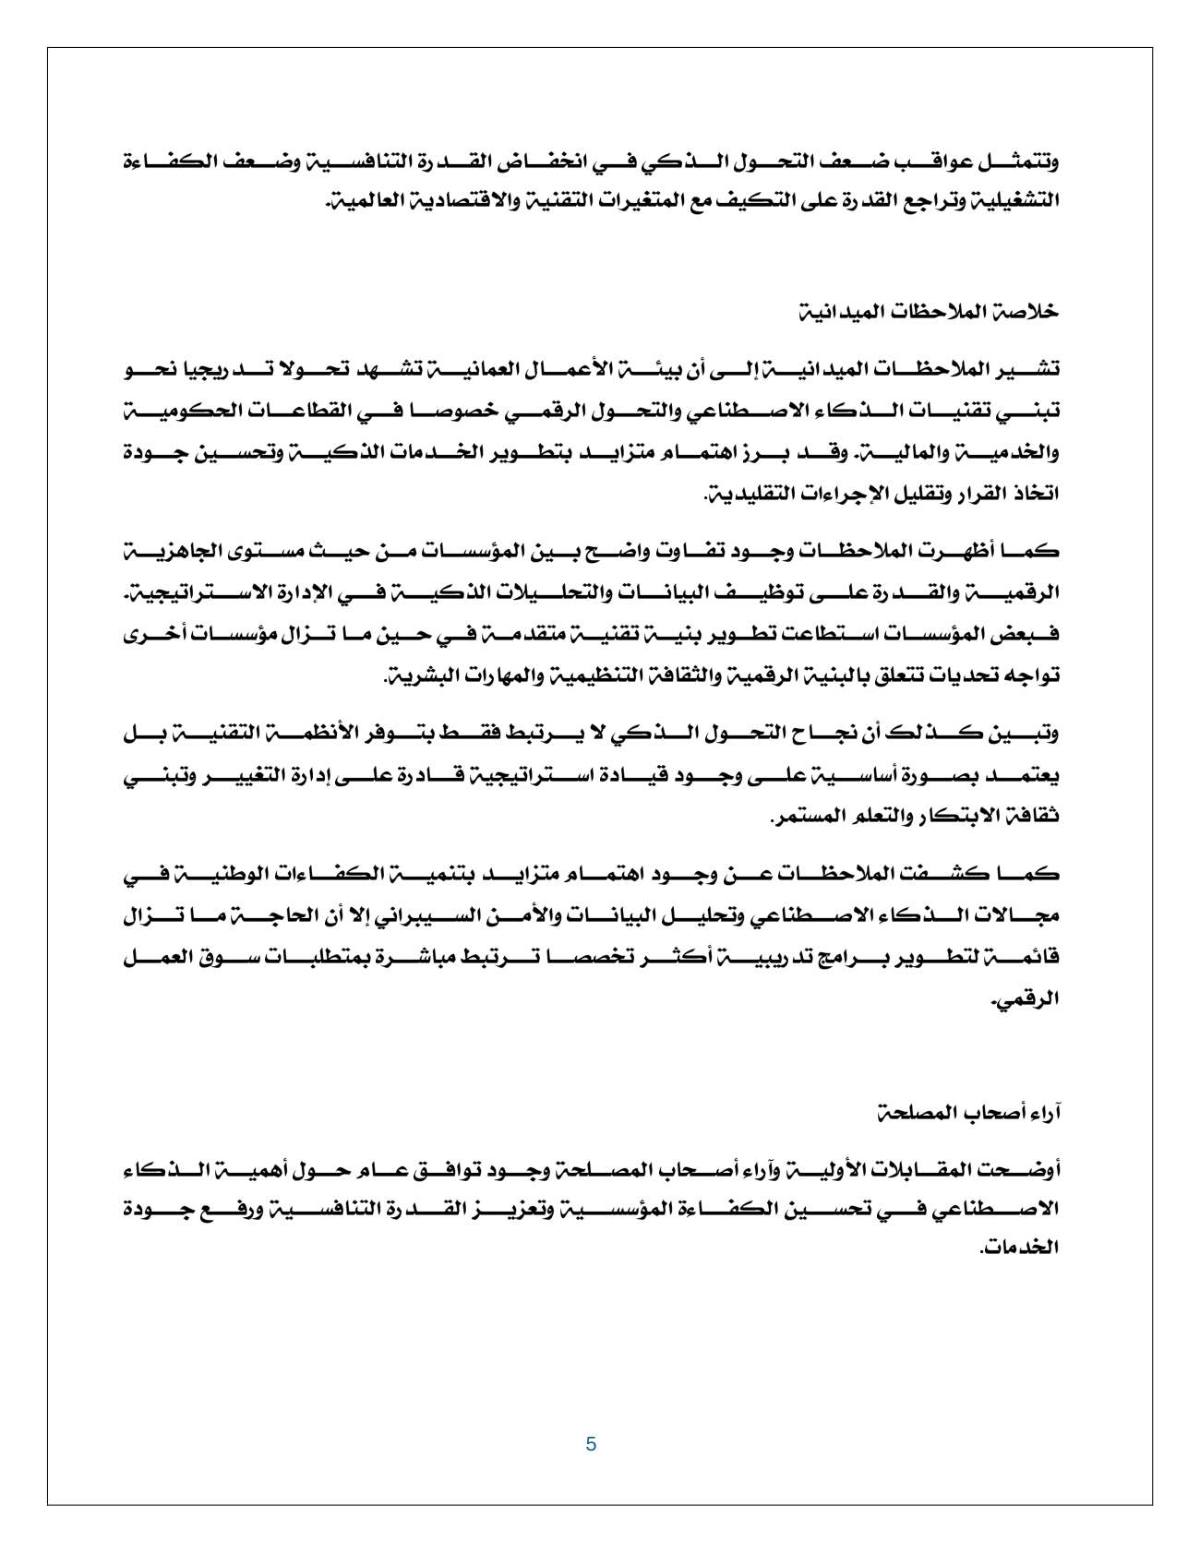 وتتمثل عواقب ضعف التحول الذكي في انخفاض القدرة التنافسية وضعف الكفاءة
التشغيلية وتراجع القدرة على التكيف مع المتغيرات التقنية والاقتصادية العالمية.
خلاصة الملاحظات الميدانية
تشير الملاحظات الميدانية إلى أن بيئة الأعمال العمانية تشهد تحولا تدريجيا نحو
تبني تقنيات الذكاء الاصطناعي والتحول الرقمي خصوصا في القطاعات الحكومية
والخدمية والمالية. وقد برز اهتمام متزايد بتطوير الخدمات الذكية وتحسين جودة
اتخاذ القرار وتقليل الإجراءات التقليدية.
كما أظهرت الملاحظات وجود تفاوت واضح بين المؤسسات من حيث مستوى الجاهزية
الرقمية والقدرة على توظيف البيانات والتحليلات الذكية في الإدارة الاستراتيجية.
فبعض المؤسسات استطاعت تطوير بنية تقنية متقدمة في حين ما تزال مؤسسات أخرى
تواجه تحديات تتعلق بالبنية الرقمية والثقافة التنظيمية والمهارات البشرية.
وتبين كذلك أن نجاح التحول الذكي لا يرتبط فقط بتوفر الأنظمة التقنية بل
يعتمد بصورة أساسية على وجود قيادة استراتيجية قادرة على إدارة التغيير وتبني
ثقافة الابتكار والتعلم المستمر.
كما كشفت الملاحظات عن وجود اهتمام متزايد بتنمية الكفاءات الوطنية في
مجالات الذكاء الاصطناعي وتحليل البيانات والأمن السيبراني إلا أن الحاجة ما تزال
قائمة لتطوير برامج تدريبية أكثر تخصصا ترتبط مباشرة بمتطلبات سوق العمل
الرقمي.
آراء أصحاب المصلحة
أوضحت المقابلات الأولية وآراء أصحاب المصلحة وجود توافق عام حول أهمية الذكاء
الاصطناعي في تحسين الكفاءة المؤسسية وتعزيز القدرة التنافسية ورفع جودة
الخدمات.
5